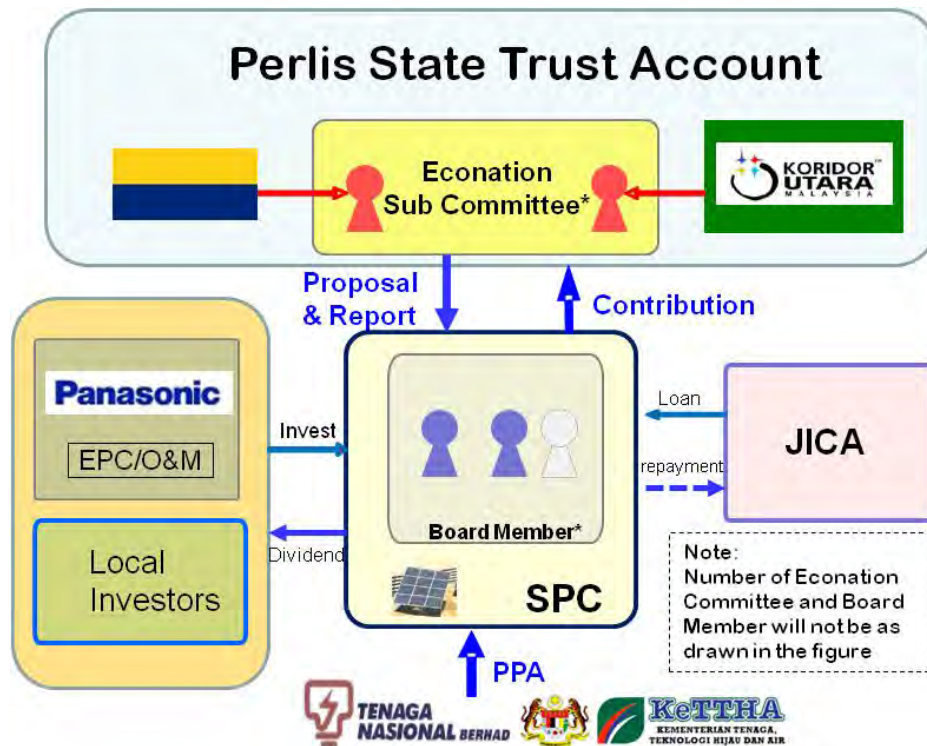 Perlis State Trust Account
Econation
Sub Committee*
KORIDOR™
UTARA
MALAYSIA
Proposal
& Report
Contribution
Panasonic
EPC/O&M
Local
Investors
Invest
Dividend
Board Member*
SPC
Loan
repayment
JICA
Note:
Number of Econation
Committee and Board
Member will not be as
drawn in the figure
PPA
TENAGA
NASIONAL BERHAD
KeTTHA
KEMENTERIAN TENAGA,
TEKNOLOGI HIJAU DAN AIR